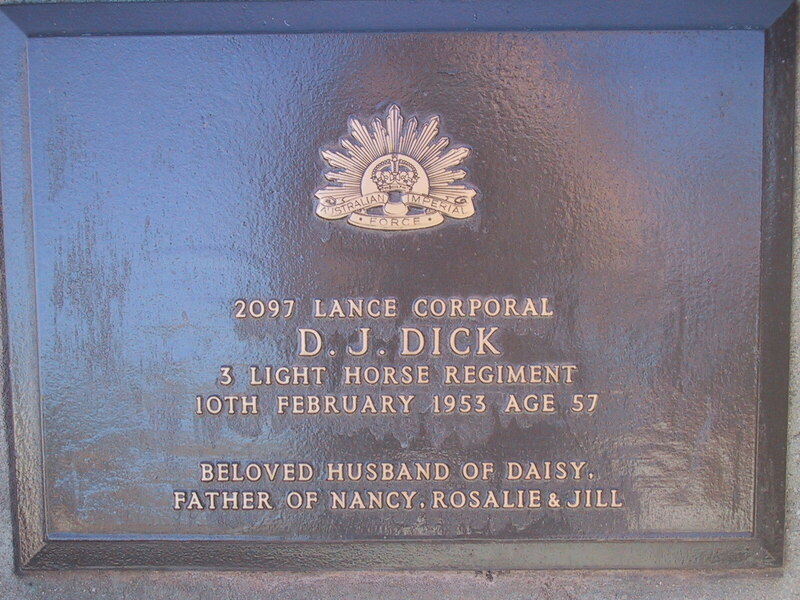 AUSTRALIAN IMPERIAL
FORCE
2097 LANCE CORPORAL
D. J. DICK
3 LIGHT HORSE REGIMENT
10TH FEBRUARY 1953 AGE 57
BELOVED HUSBAND OF DAISY,
FATHER OF NANCY, ROSALIE & JILL